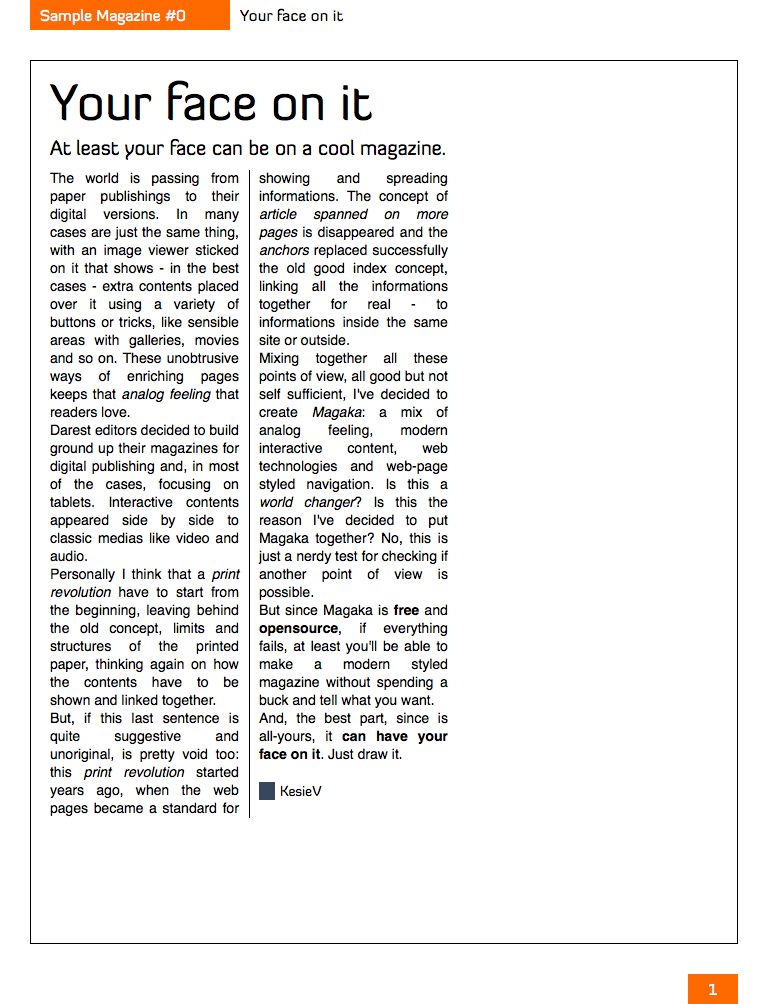 Sample Magazine #0
Your face on it
Your face on it
At least your face can be on a cool magazine.
The world is passing from
paper publishings to their
digital versions. In many
cases are just the same thing,
with an image viewer sticked
on it that shows - in the best
cases - extra contents placed
over it using a variety of
buttons or tricks, like sensible
areas with galleries, movies
and so on. These unobtrusive
ways of enriching pages
keeps that analog feeling that
readers love.
Darest editors decided to build
ground up their magazines for
digital publishing and, in most
of the cases, focusing on
tablets. Interactive contents
appeared side by side to
classic medias like video and
audio.
Personally I think that a print
revolution have to start from
the beginning, leaving behind
the old concept, limits and
structures of the printed
paper, thinking again on how
the contents have to be
shown and linked together.
But, if this last sentence is
quite suggestive and
unoriginal, is pretty void too:
this print revolution started
years ago, when the web
pages became a standard for
showing and spreading
informations. The concept of
article spanned on more
pages is disappeared and the
anchors replaced successfully
the old good index concept,
linking all the informations
together for real - to
informations inside the same
site or outside.
Mixing together all these
points of view, all good but not
self sufficient, I've decided to
create Magaka: a mix of
analog feeling, modern
interactive content, web
technologies and web-page
styled navigation. Is this a
world changer? Is this the
reason I've decided to put
Magaka together? No, this is
just a nerdy test for checking if
another point of view is
possible.
But since Magaka is free and
opensource, if everything
fails, at least you'll be able to
make a modern styled
magazine without spending a
buck and tell what you want.
And, the best part, since is
all-yours, it can have your
face on it. Just draw it.
KesieV
1